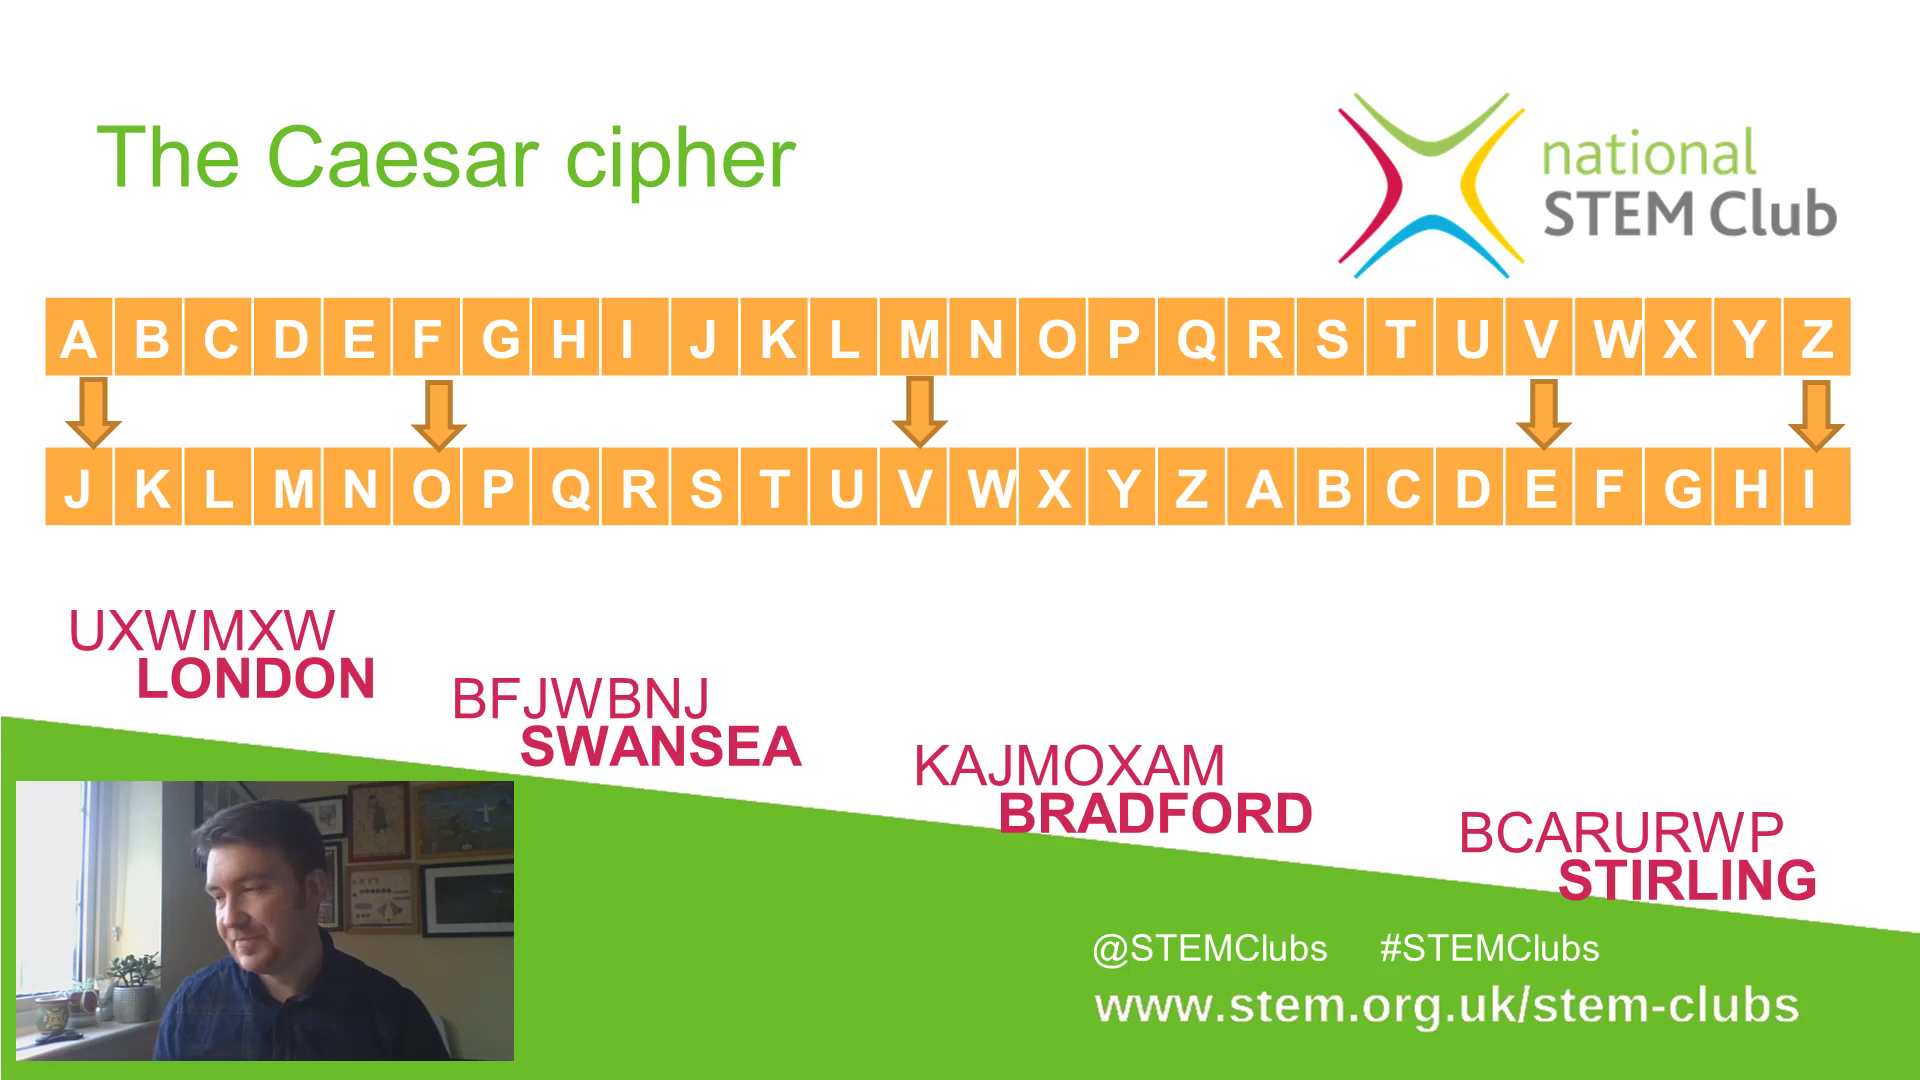 The Caesar cipher
national
STEM Club
A B C D E F G H I J K L M N O P Q R S T U V W X Y Z
J K L M N O P Q R S T U V W X Y Z A B C D E F G H I
UXWMXW
LONDON
BFJWBNJ
SWANSEA
KAJMOXAM
BRADFORD
BCARURWP
STIRLING
@STEMClubs #STEMClubs
www.stem.org.uk/stem-clubs